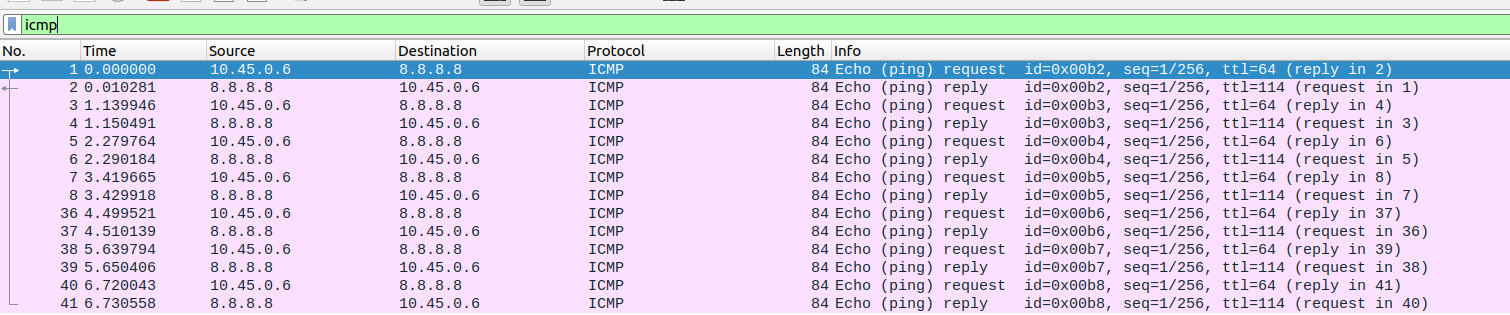 icmp
No. Time Source Destination Protocol Length Info
1 0.000000 10.45.0.6 8.8.8.8 ICMP 84 Echo (ping) request id=0x00b2, seq=1/256, ttl=64 (reply in 2)
2 0.010281 8.8.8.8 10.45.0.6 ICMP 84 Echo (ping) reply id=0x00b2, seq=1/256, ttl=114 (request in 1)
3 1.139946 10.45.0.6 8.8.8.8 ICMP 84 Echo (ping) request id=0x00b3, seq=1/256, ttl=64 (reply in 4)
4 1.150491 8.8.8.8 10.45.0.6 ICMP 84 Echo (ping) reply id=0x00b3, seq=1/256, ttl=114 (request in 3)
5 2.279764 10.45.0.6 8.8.8.8 ICMP 84 Echo (ping) request id=0x00b4, seq=1/256, ttl=64 (reply in 6)
6 2.290184 8.8.8.8 10.45.0.6 ICMP 84 Echo (ping) reply id=0x00b4, seq=1/256, ttl=114 (request in 5)
7 3.419665 10.45.0.6 8.8.8.8 ICMP 84 Echo (ping) request id=0x00b5, seq=1/256, ttl=64 (reply in 8)
8 3.429918 8.8.8.8 10.45.0.6 ICMP 84 Echo (ping) reply id=0x00b5, seq=1/256, ttl=114 (request in 7)
36 4.499521 10.45.0.6 8.8.8.8 ICMP 84 Echo (ping) request id=0x00b6, seq=1/256, ttl=64 (reply in 37)
37 4.510139 8.8.8.8 10.45.0.6 ICMP 84 Echo (ping) reply id=0x00b6, seq=1/256, ttl=114 (request in 36)
38 5.639794 10.45.0.6 8.8.8.8 ICMP 84 Echo (ping) request id=0x00b7, seq=1/256, ttl=64 (reply in 39)
39 5.650406 8.8.8.8 10.45.0.6 ICMP 84 Echo (ping) reply id=0x00b7, seq=1/256, ttl=114 (request in 38)
40 6.720043 10.45.0.6 8.8.8.8 ICMP 84 Echo (ping) request id=0x00b8, seq=1/256, ttl=64 (reply in 41)
41 6.730558 8.8.8.8 10.45.0.6 ICMP 84 Echo (ping) reply id=0x00b8, seq=1/256, ttl=114 (request in 40)